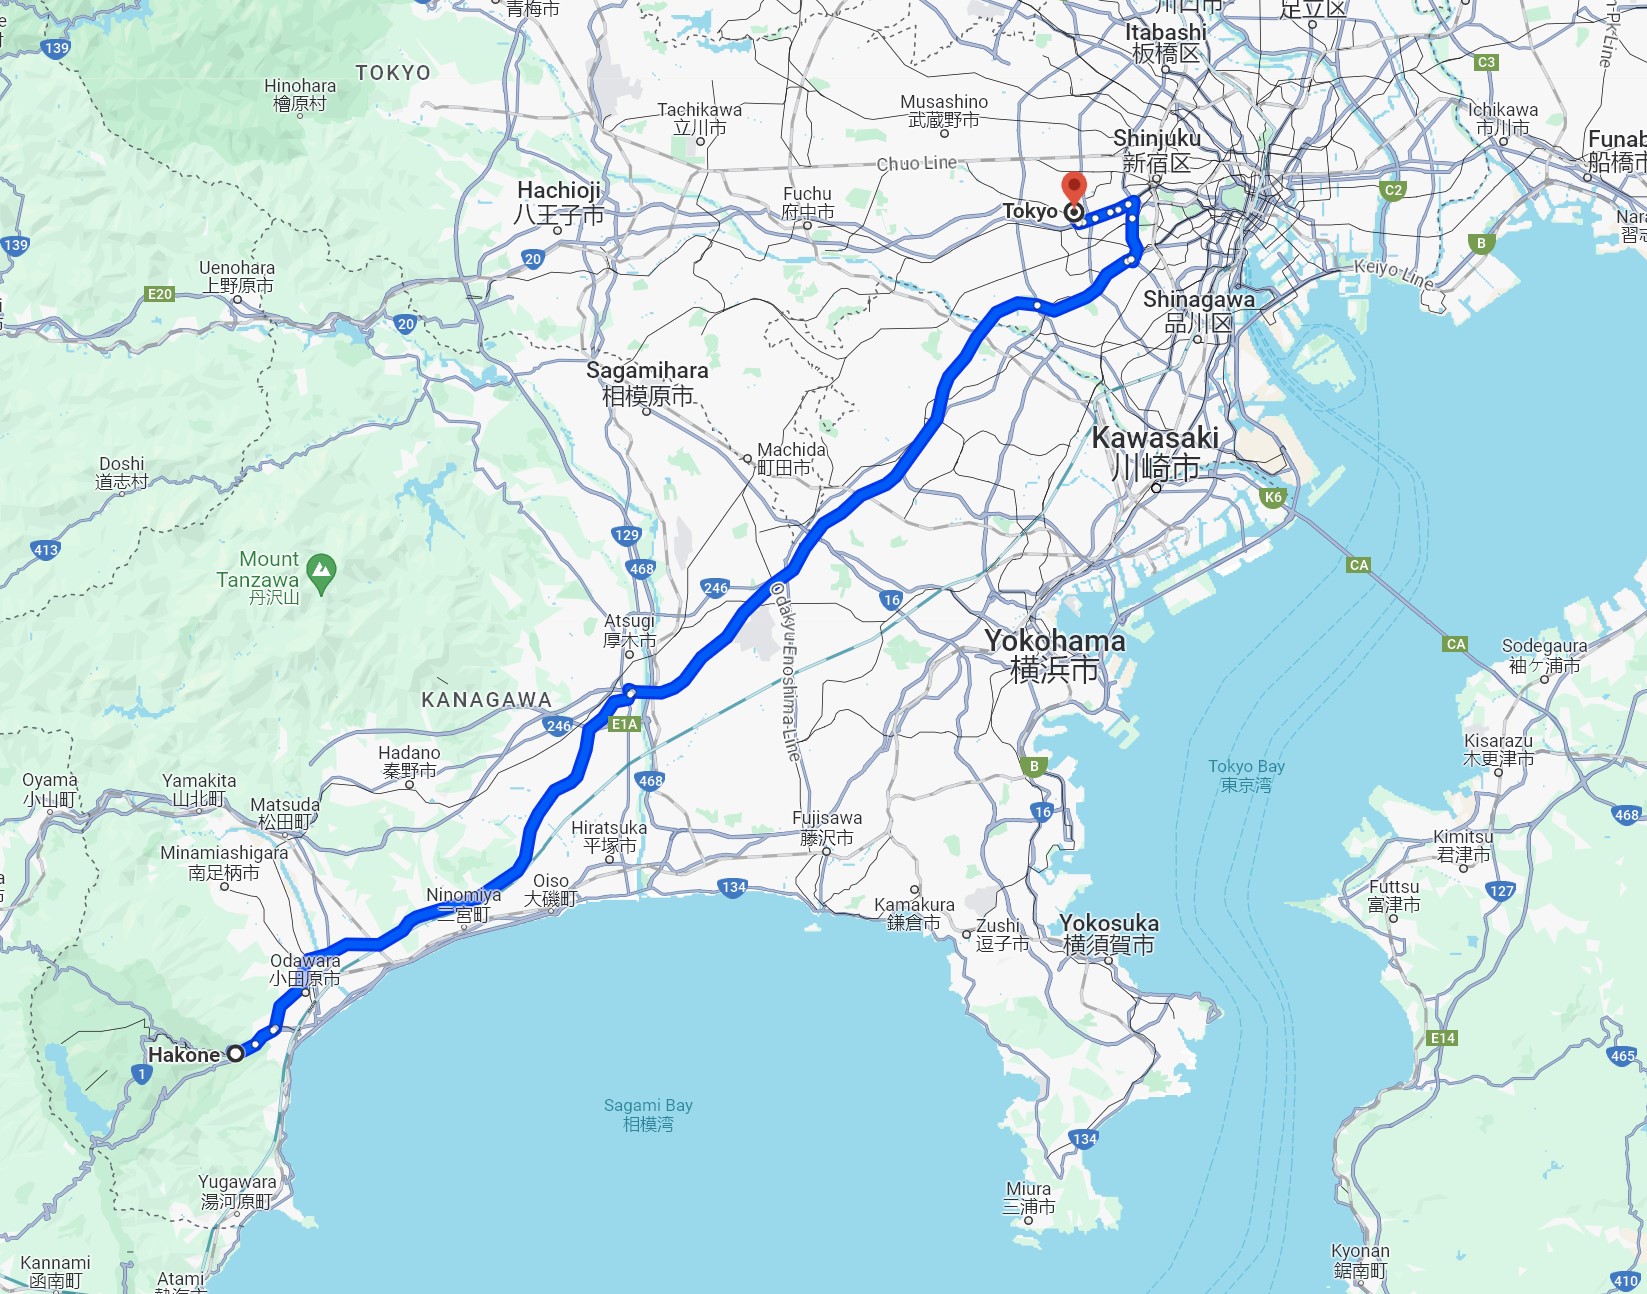 139
青梅市
TOKYO
Hinohara
檜原村
Tachikawa
立川市
Musashino
武蔵野市
Itabashi
板橋区
足立区
川口市
C3
Ichikawa
市川市
Shinjuku
新宿区
Chuo Line
Hachioji
八王子市
Fuchu
府中市
Tokyo
C2
B
Keiyo Line
139
20
Uenohara
上野原市
E20
20
Shinagawa
品川区
Sagamihara
相模原市
Kawasaki
川崎市
Machida
町田市
Doshi
道志村
K6
413
129
468
Mount
Tanzawa
丹沢山
246
16
CA
Atsugi
厚木市
Odakyu Enoshima Line
Yokohama
横浜市
CA
Sodegaura
袖ケ浦市
KANAGAWA
246
E1A
Hadano
秦野市
468
B
Tokyo Bay
東京湾
Kisarazu
木更津市
Oyama
小山町
Yamakita
山北町
Matsuda
松田町
16
468
Hiratsuka
平塚市
Fujisawa
藤沢市
Kimitsu
君津市
Minamiashigara
南足柄市
Ninomiya
二宮町
Oiso
大磯町
134
Kamakura
鎌倉市
Zushi
逗子市
Yokosuka
横須賀市
Futtsu
富津市
127
Odawara
小田原市
Hakone
1
E14
465
Sagami Bay
相模湾
134
Yugawara
湯河原町
Miura
三浦市
Kannami
函南町
Atami
Kyonan
鋸南町
410